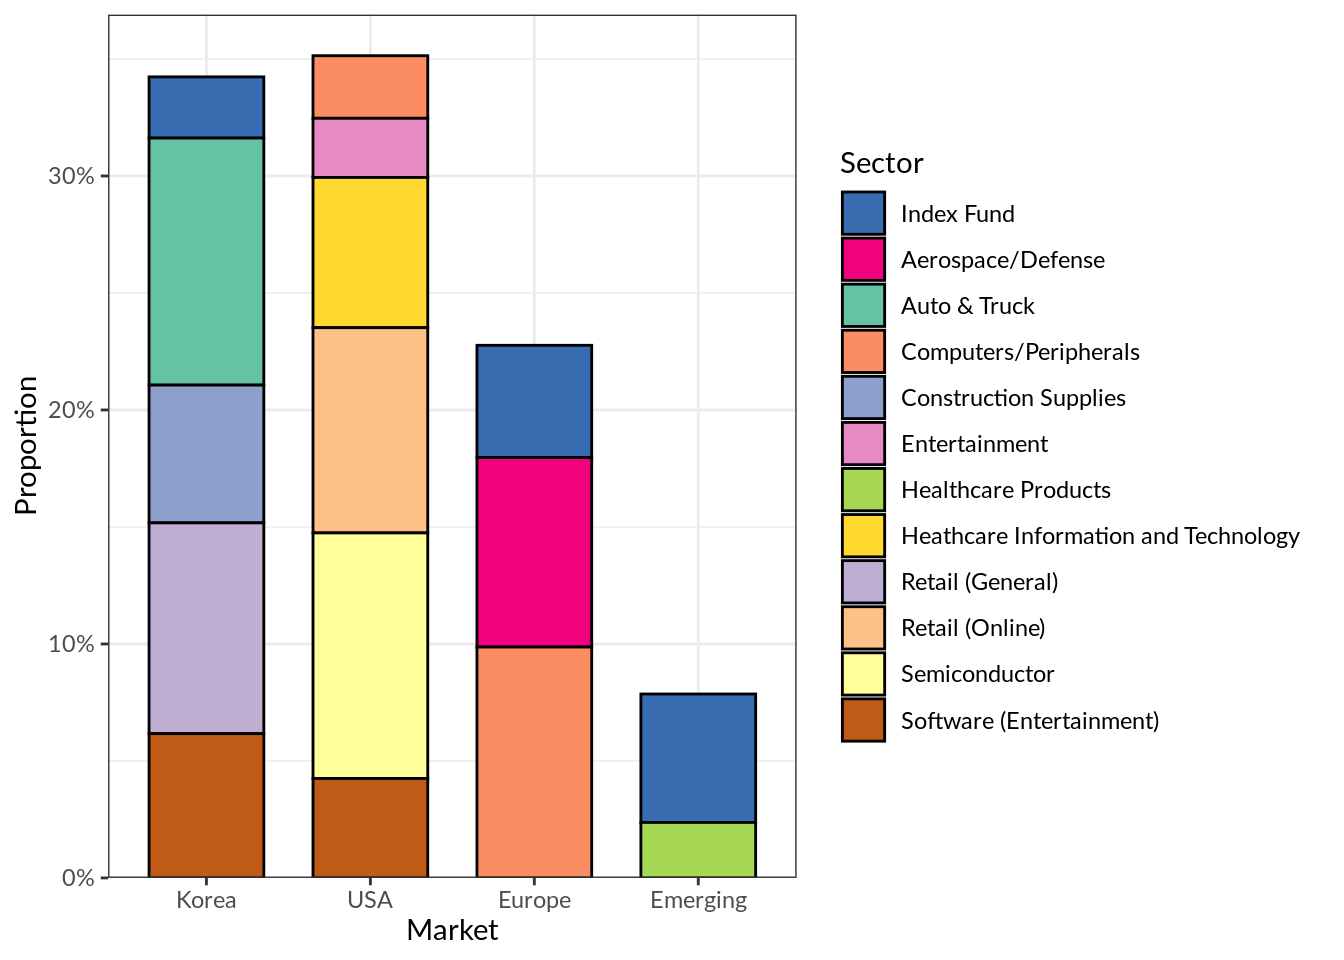 30%
20%
10%
0%
Proportion
Korea
USA
Europe
Emerging
Market
Sector
Index Fund
Aerospace/Defense
Auto & Truck
Computers/Peripherals
Construction Supplies
Entertainment
Healthcare Products
Heathcare Information and Technology
Retail (General)
Retail (Online)
Semiconductor
Software (Entertainment)